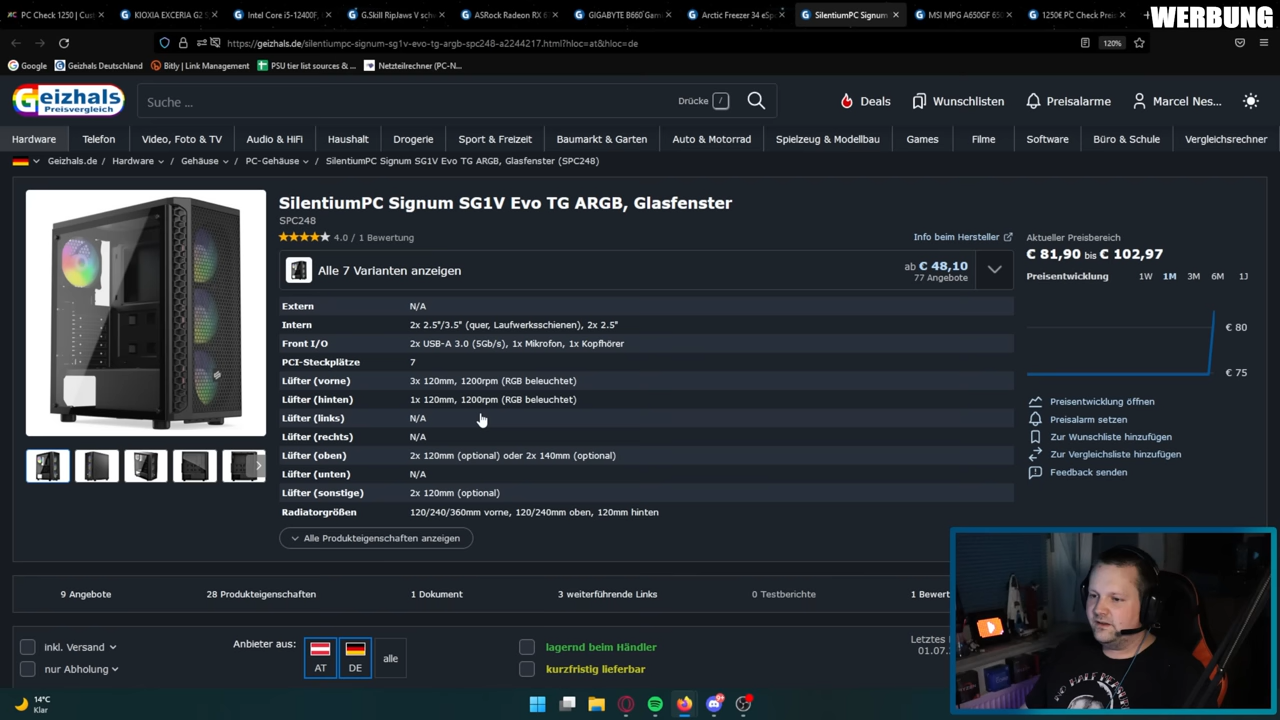 WERBUNG
PC Check 1250 | Cust
KIOXIA EXCERIA G2 S
Intel Core i5-12400F,
G.Skill RipJaws V sch
ASRock Radeon RX 6
GIGABYTE B660 Gami
Arctic Freezer 34 eSp
SilentiumPC Signum
MSI MPG A650GF 65
1250€ PC Check Prei
https://geizhals.de/silentiumpc-signum-sg1v-evo-tg-argb-spc248-a2244217.html?hloc=at&hloc=de
120%
Google
Geizhals Deutschland
Bitly | Link Management
PSU tier list sources & ...
Netzteilrechner (PC-N...
Geizhals
Preisvergleich
Suche ...
Drücke /
Deals
Wunschlisten
Preisalarme
Marcel Nes...
Hardware
Telefon
Video, Foto & TV
Audio & HiFi
Haushalt
Drogerie
Sport & Freizeit
Baumarkt & Garten
Auto & Motorrad
Spielzeug & Modellbau
Games
Filme
Software
Büro & Schule
Vergleichsrechner
Geizhals.de / Hardware / Gehäuse / PC-Gehäuse / SilentiumPC Signum SG1V Evo TG ARGB, Glasfenster (SPC248)
SilentiumPC Signum SG1V Evo TG ARGB, Glasfenster
SPC248
4.0 / 1 Bewertung
Info beim Hersteller
Alle 7 Varianten anzeigen
ab € 48,10
77 Angebote
Extern N/A
Intern 2x 2.5"/3.5" (quer, Laufwerksschienen), 2x 2.5"
Front I/O 2x USB-A 3.0 (5Gb/s), 1x Mikrofon, 1x Kopfhörer
PCI-Steckplätze 7
Lüfter (vorne) 3x 120mm, 1200rpm (RGB beleuchtet)
Lüfter (hinten) 1x 120mm, 1200rpm (RGB beleuchtet)
Lüfter (links) N/A
Lüfter (rechts) N/A
Lüfter (oben) 2x 120mm (optional) oder 2x 140mm (optional)
Lüfter (unten) N/A
Lüfter (sonstige) 2x 120mm (optional)
Radiatorgrößen 120/240/360mm vorne, 120/240mm oben, 120mm hinten
Alle Produkteigenschaften anzeigen
Aktueller Preisbereich
€ 81,90 bis € 102,97
Preisentwicklung 1W 1M 3M 6M 1J
€ 80
€ 75
Preisentwicklung öffnen
Preisalarm setzen
Zur Wunschliste hinzufügen
Zur Vergleichsliste hinzufügen
Feedback senden
9 Angebote
28 Produkteigenschaften
1 Dokument
3 weiterführende Links
0 Testberichte
1 Bewert
inkl. Versand
nur Abholung
Anbieter aus:
AT
DE
alle
lagernd beim Händler
kurzfristig lieferbar
Letztes
01.07.
14°C
Klar